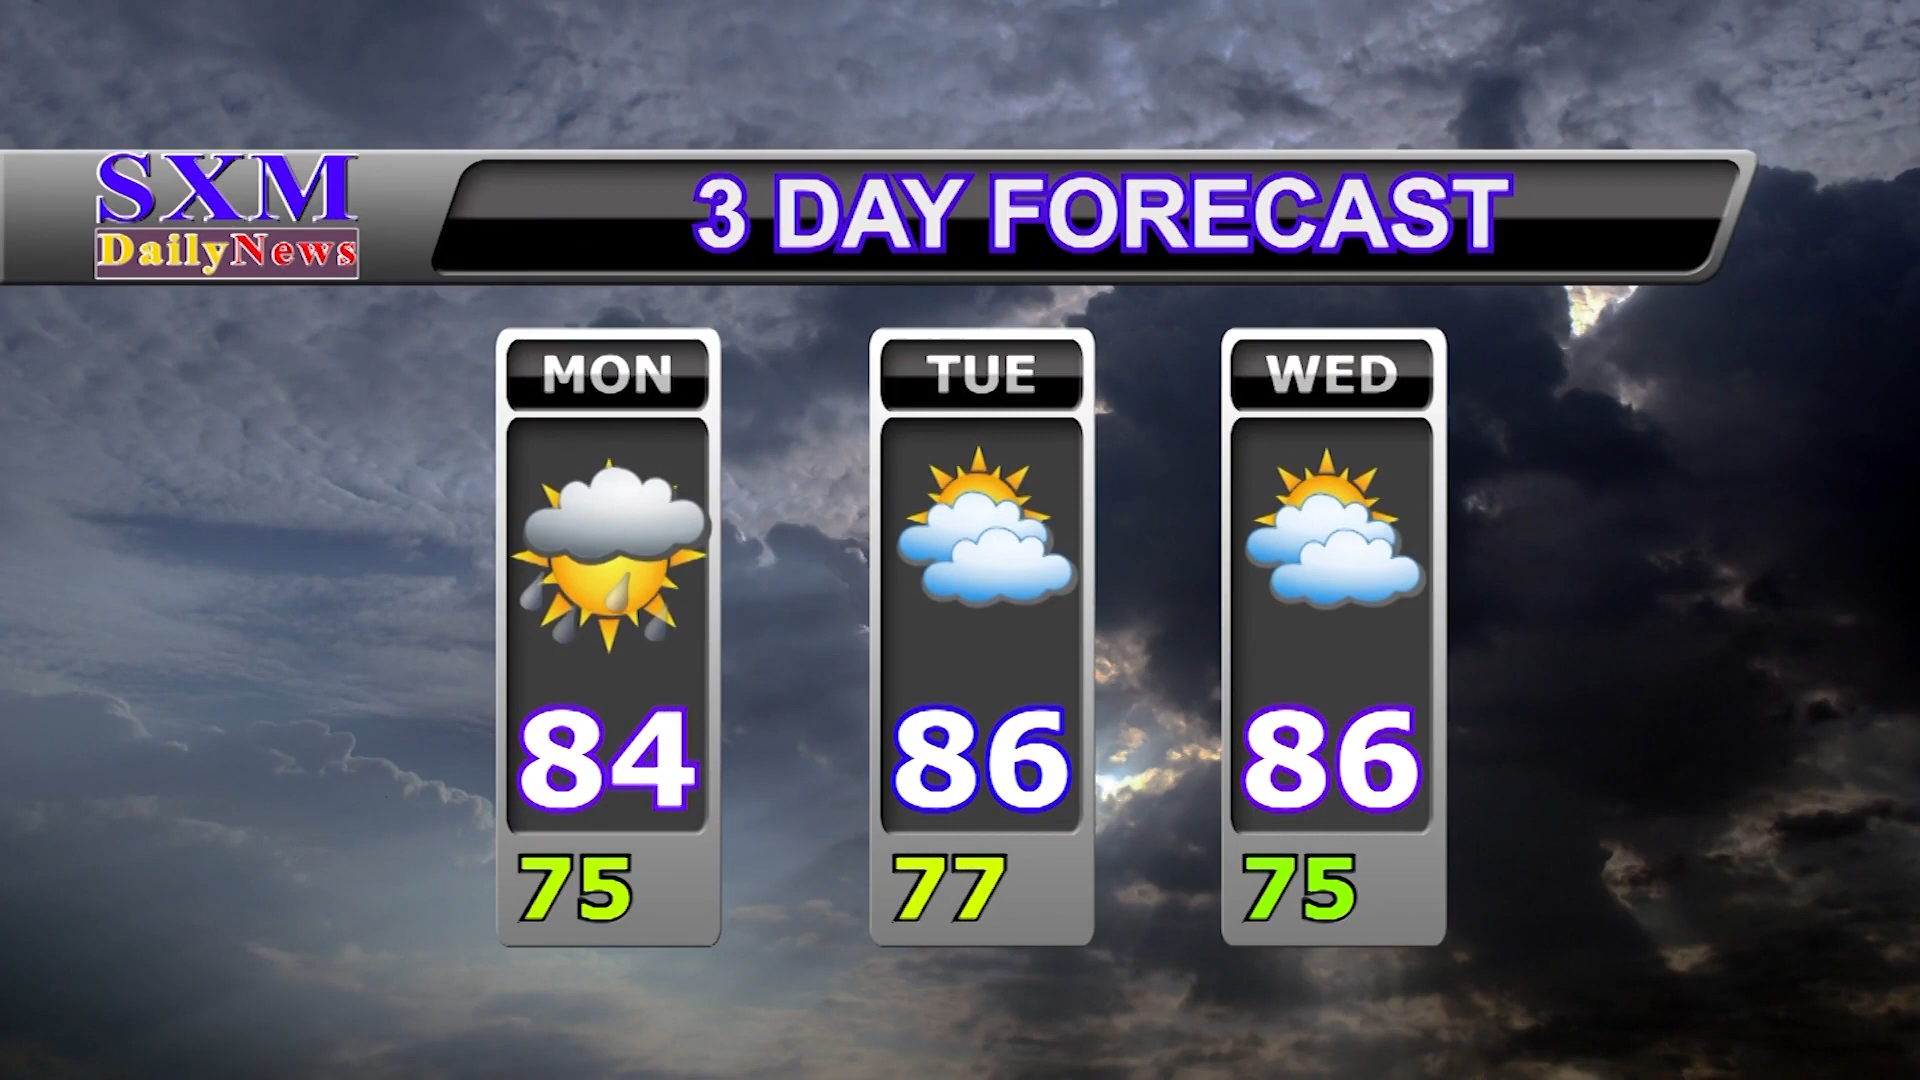 SXM
DailyNews
3 DAY FORECAST
MON
TUE
WED
84
86
86
75
77
75